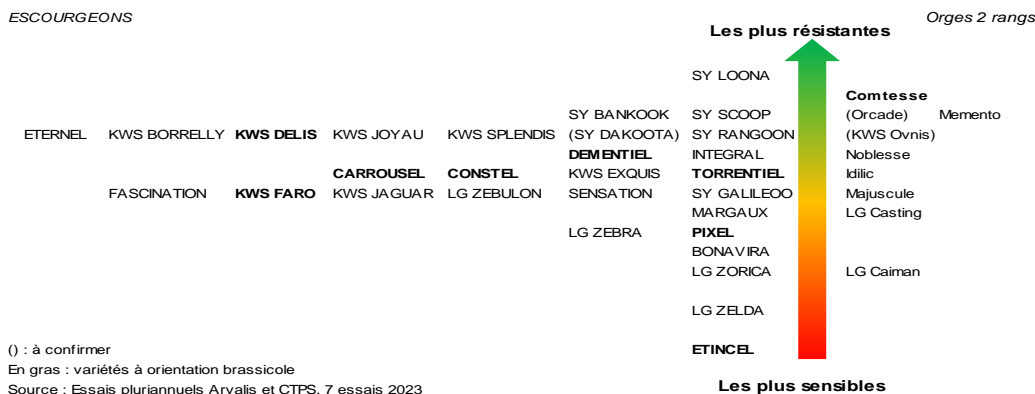 ESCOURGEONS Orges 2 rangs
Les plus résistantes
SY LOONA
Comtesse
SY BANKOOK SY SCOOP (Orcade) Memento
ETERNEL KWS BORRELLY KWS DELIS KWS JOYAU KWS SPLENDIS (SY DAKOOTA) SY RANGOON (KWS Ovnis)
DEMENTIEL INTEGRAL Noblesse
CARROUSEL CONSTEL KWS EXQUIS TORRENTIEL Idilic
FASCINATION KWS FARO KWS JAGUAR LG ZEBULON SENSATION SY GALILEOO Majuscule
MARGAUX LG Casting
LG ZEBRA PIXEL
BONAVIRA
LG ZORICA LG Caiman
LG ZELDA
() : à confirmer ETINCEL
En gras : variétés à orientation brassicole
Source : Essais pluriannuels Arvalis et CTPS, 7 essais 2023 Les plus sensibles